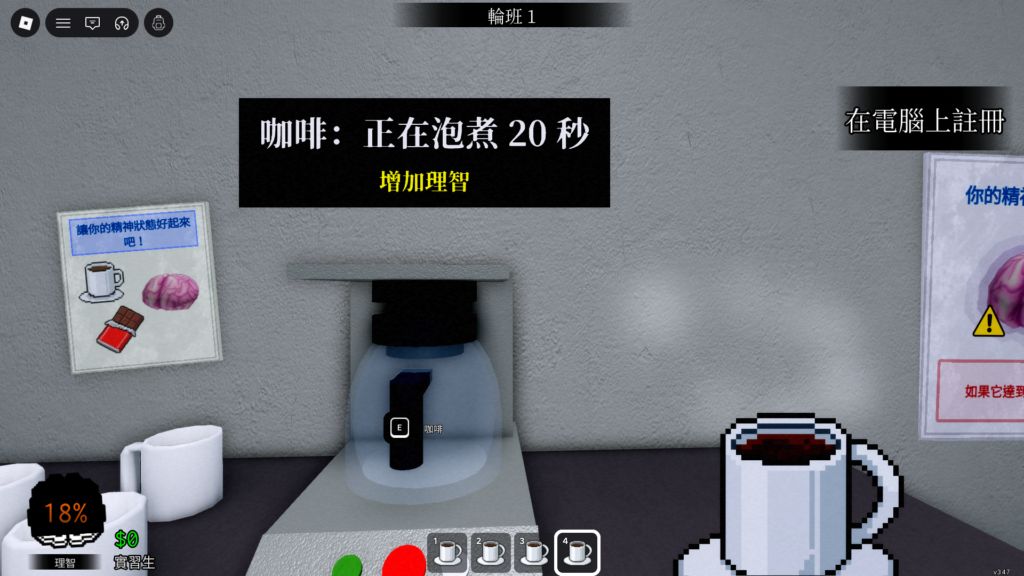 輪班 1
咖啡：正在泡煮 20 秒
增加理智
在電腦上註冊
讓你的精神狀態好起來
吧！
你的精神
如果它達到
E
咖啡
18%
理智
$0
實習生
1
2
3
4
v347